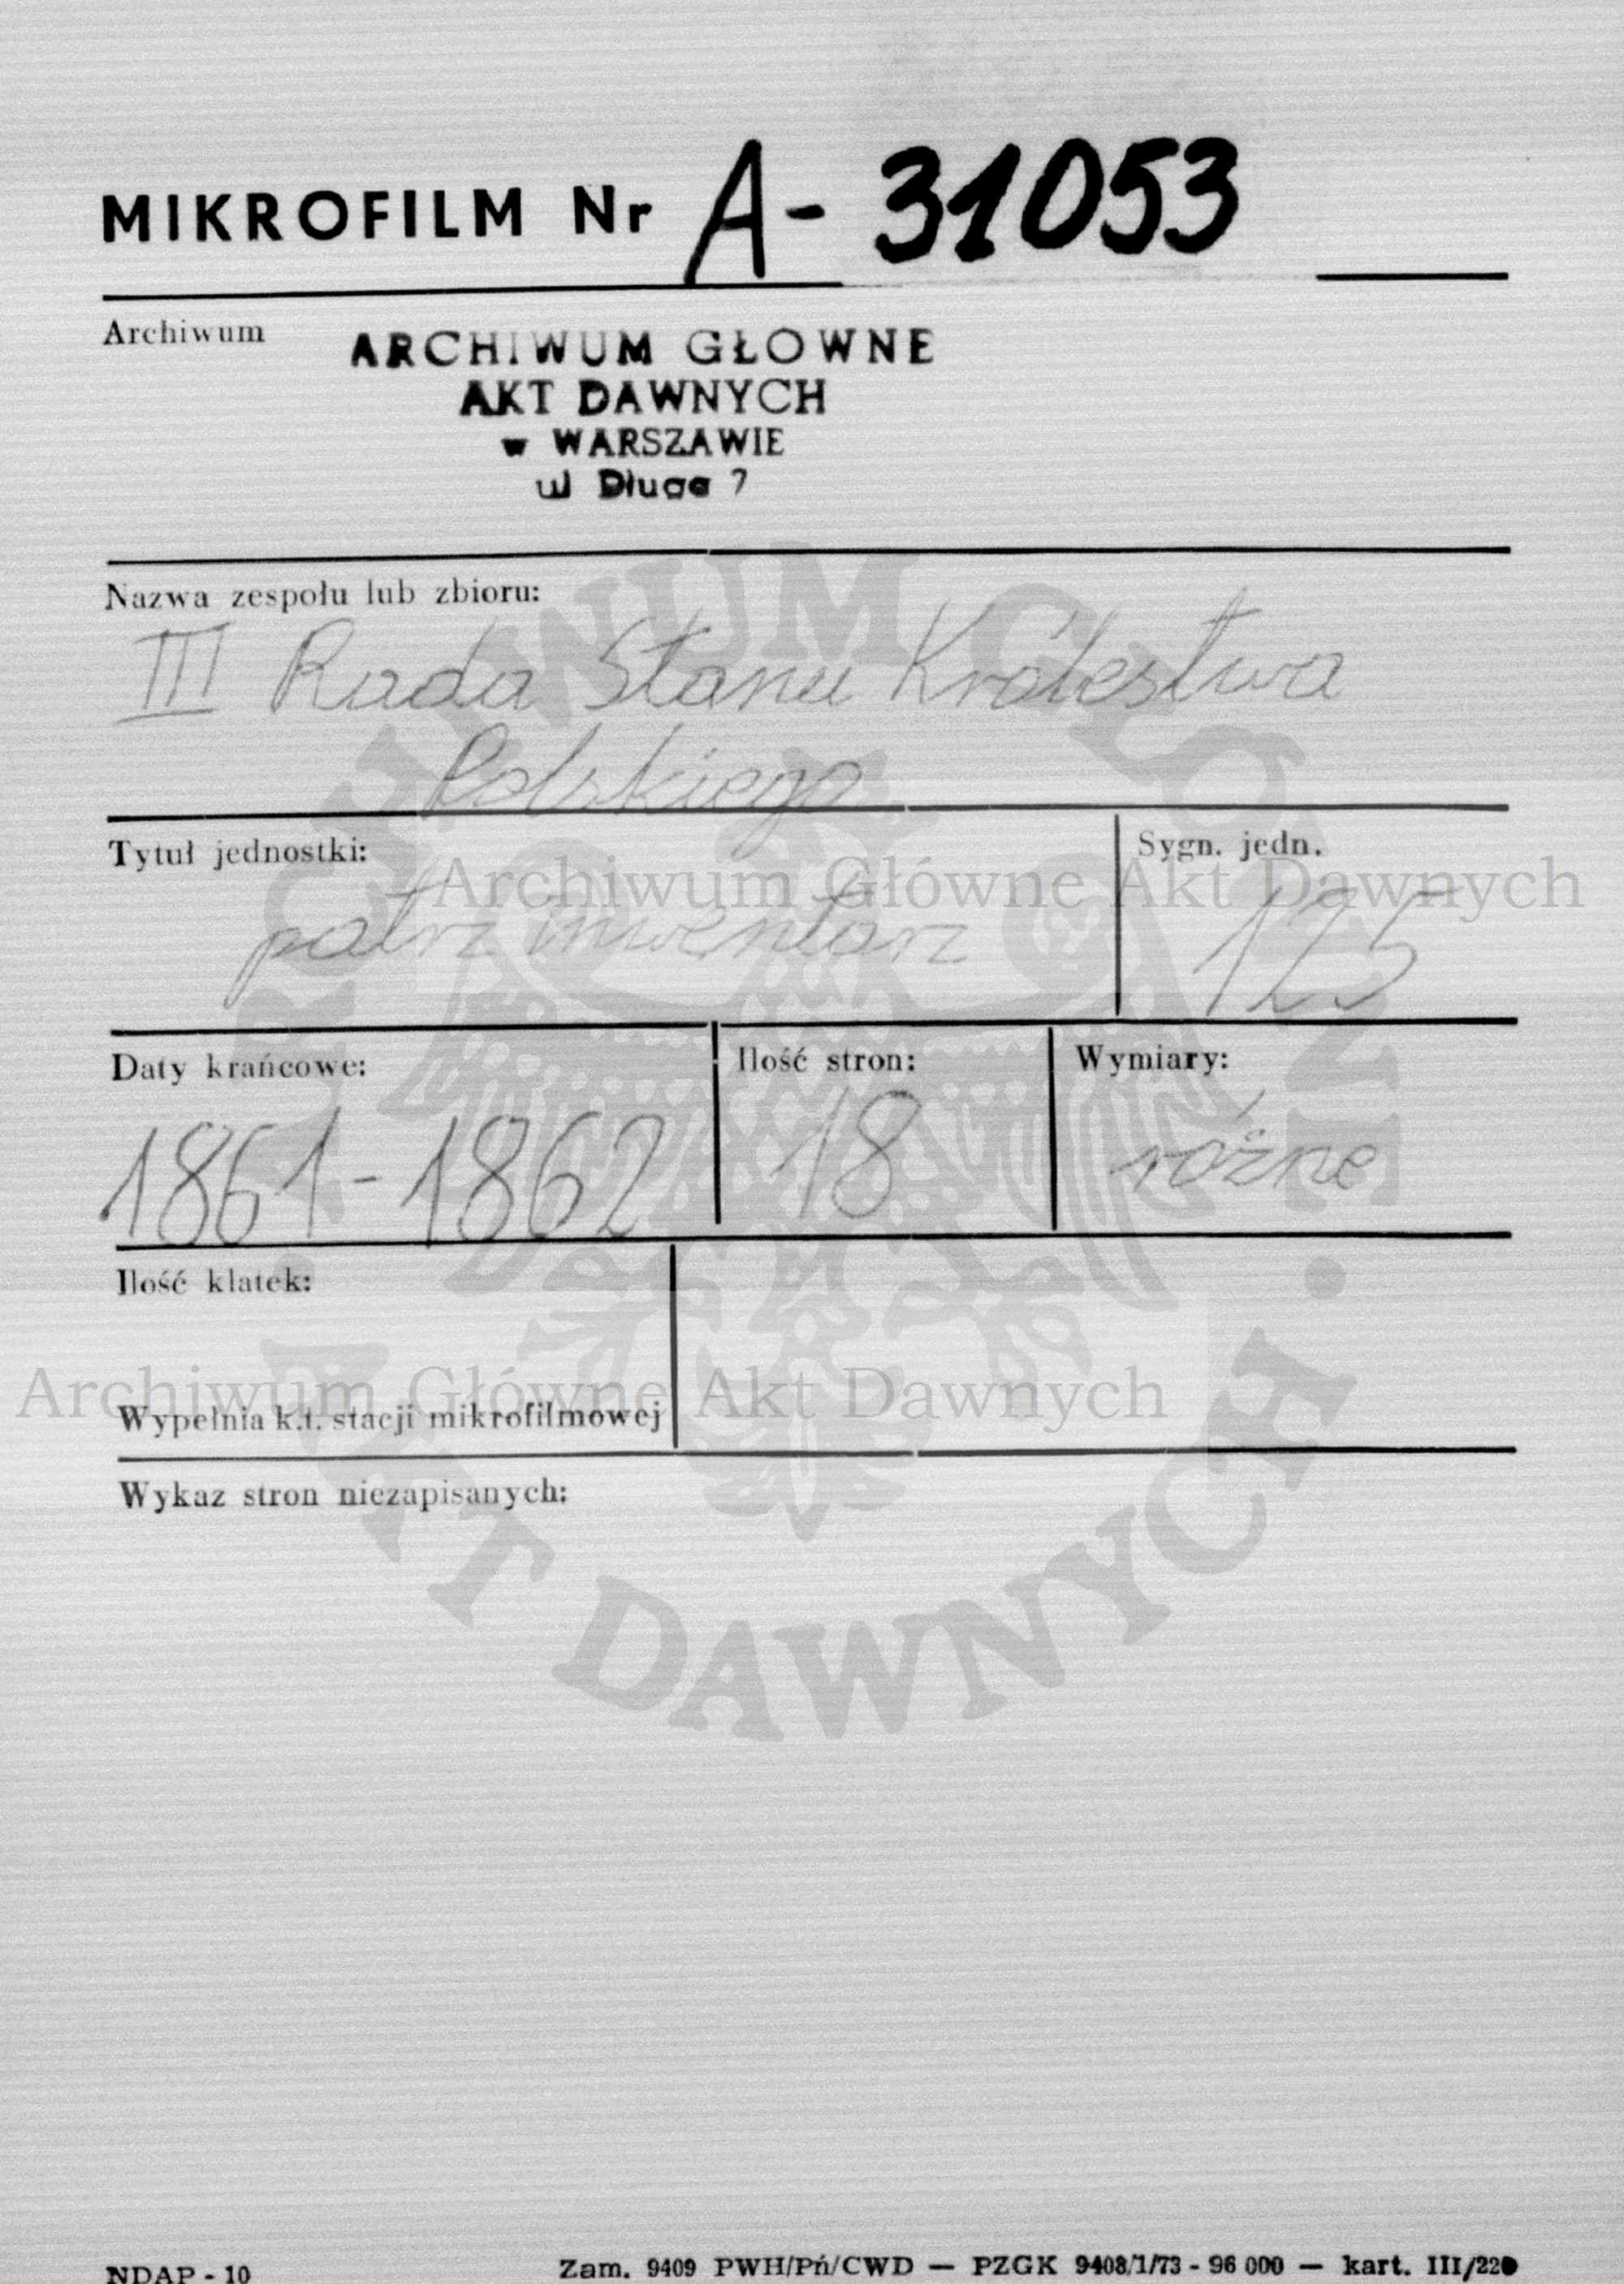 MIKROFILM Nr A-31053
Archiwum
ARCHIWUM GŁOWNE
AKT DAWNYCH
w WARSZAWIE
ul Długa 7
Nazwa zespołu lub zbioru:
III Rada Stanu Królestwa
Polskiego
Tytuł jednostki:
Sygn. jedn.
Archiwum Główne Akt Dawnych
patrz inwentarz
125
Daty krańcowe:
Ilość stron:
Wymiary:
1861-1862
18
różne
Ilość klatek:
Archiwum Główne Akt Dawnych
Wypełnia k.t. stacji mikrofilmowej
Wykaz stron niezapisanych:
NDAP - 10
Zam. 9409 PWH/Pń/CWD — PZGK 9408/1/73 - 96 000 — kart. III/220